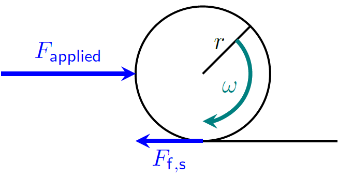 F_applied
r
ω
F_f,s